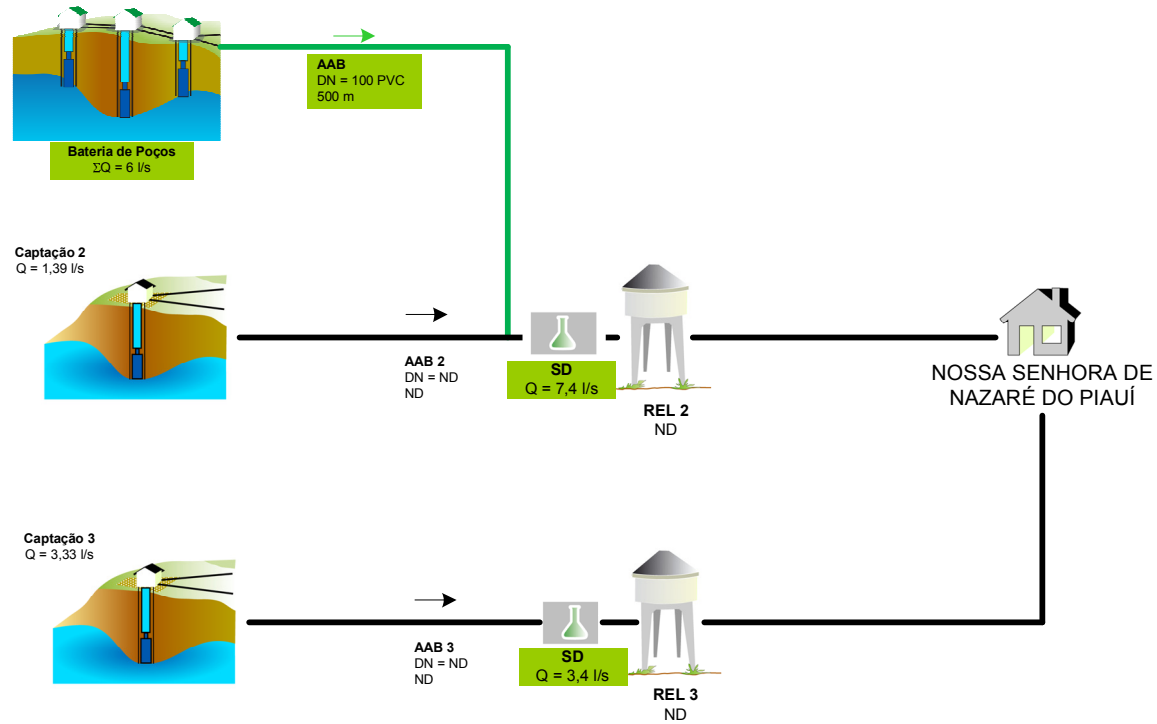 AAB
DN = 100 PVC
500 m
Bateria de Poços
ΣQ = 6 l/s
Captação 2
Q = 1,39 l/s
AAB 2
DN = ND
ND
SD
Q = 7,4 l/s
REL 2
ND
NOSSA SENHORA DE
NAZARÉ DO PIAUÍ
Captação 3
Q = 3,33 l/s
AAB 3
DN = ND
ND
SD
Q = 3,4 l/s
REL 3
ND